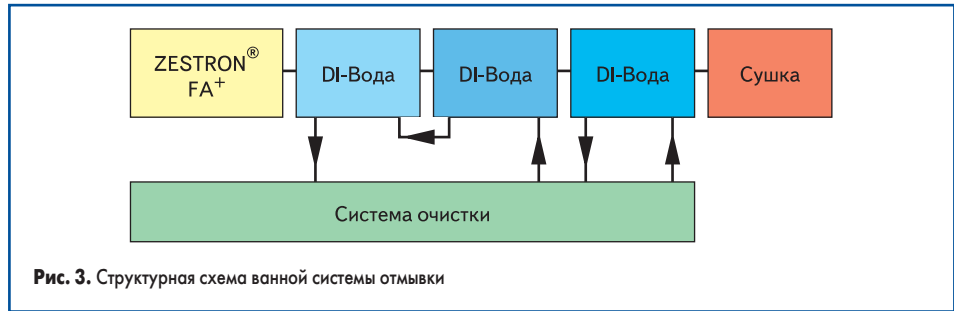 ZESTRON®
FA+
DI-Вода
DI-Вода
DI-Вода
Сушка
Система очистки
Рис. 3. Структурная схема ванной системы отмывки